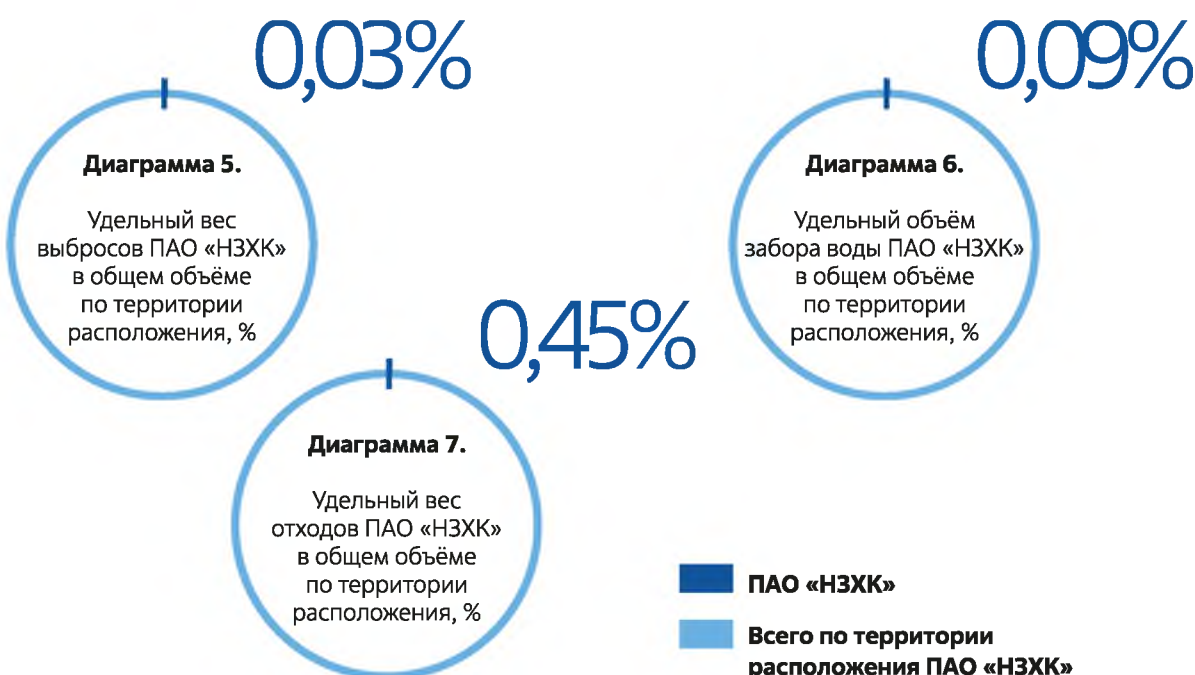 0,03%
Диаграмма 5.
Удельный вес
выбросов ПАО «НЗХК»
в общем объёме
по территории
расположения, %
0,09%
Диаграмма 6.
Удельный объём
забора воды ПАО «НЗХК»
в общем объёме
по территории
расположения, %
0,45%
Диаграмма 7.
Удельный вес
отходов ПАО «НЗХК»
в общем объёме
по территории
расположения, %
ПАО «НЗХК»
Всего по территории
расположения ПАО «НЗХК»